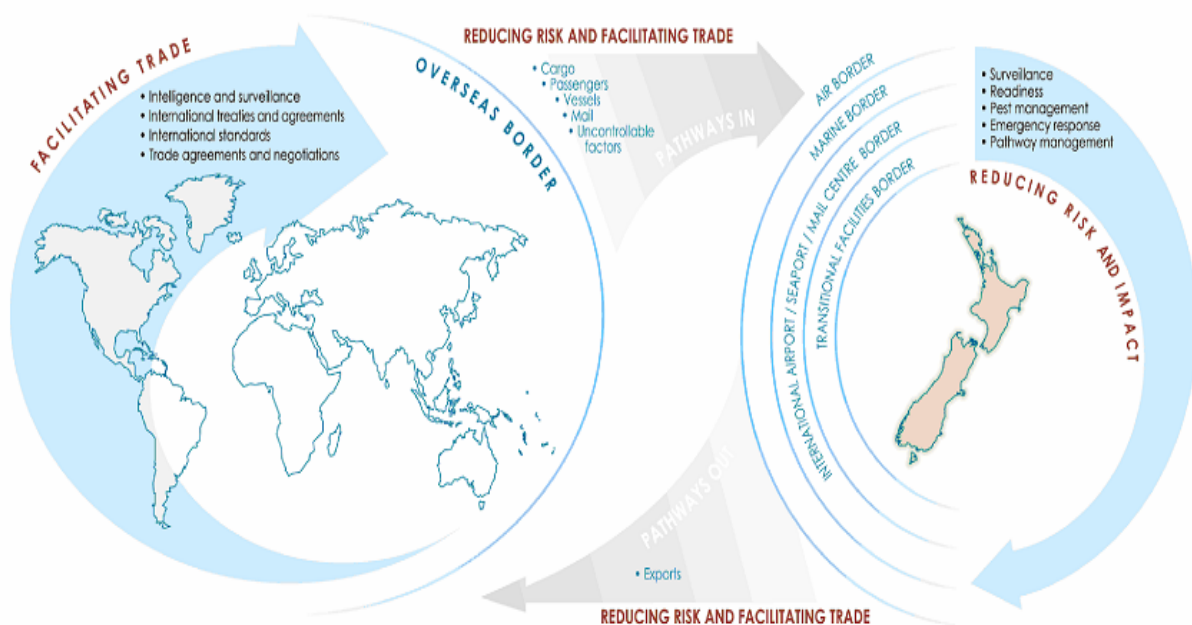 FACILITATING TRADE
• Intelligence and surveillance
• International treaties and agreements
• International standards
• Trade agreements and negotiations
OVERSEAS BORDER
REDUCING RISK AND FACILITATING TRADE
• Cargo
• Passengers
• Vessels
• Mail
• Uncontrollable
factors
PATHWAYS IN
AIR BORDER
MARINE BORDER
INTERNATIONAL AIRPORT / SEAPORT / MAIL CENTRE BORDER
TRANSITIONAL FACILITIES BORDER
• Surveillance
• Readiness
• Pest management
• Emergency response
• Pathway management
REDUCING RISK AND IMPACT
PATHWAYS OUT
• Exports
REDUCING RISK AND FACILITATING TRADE